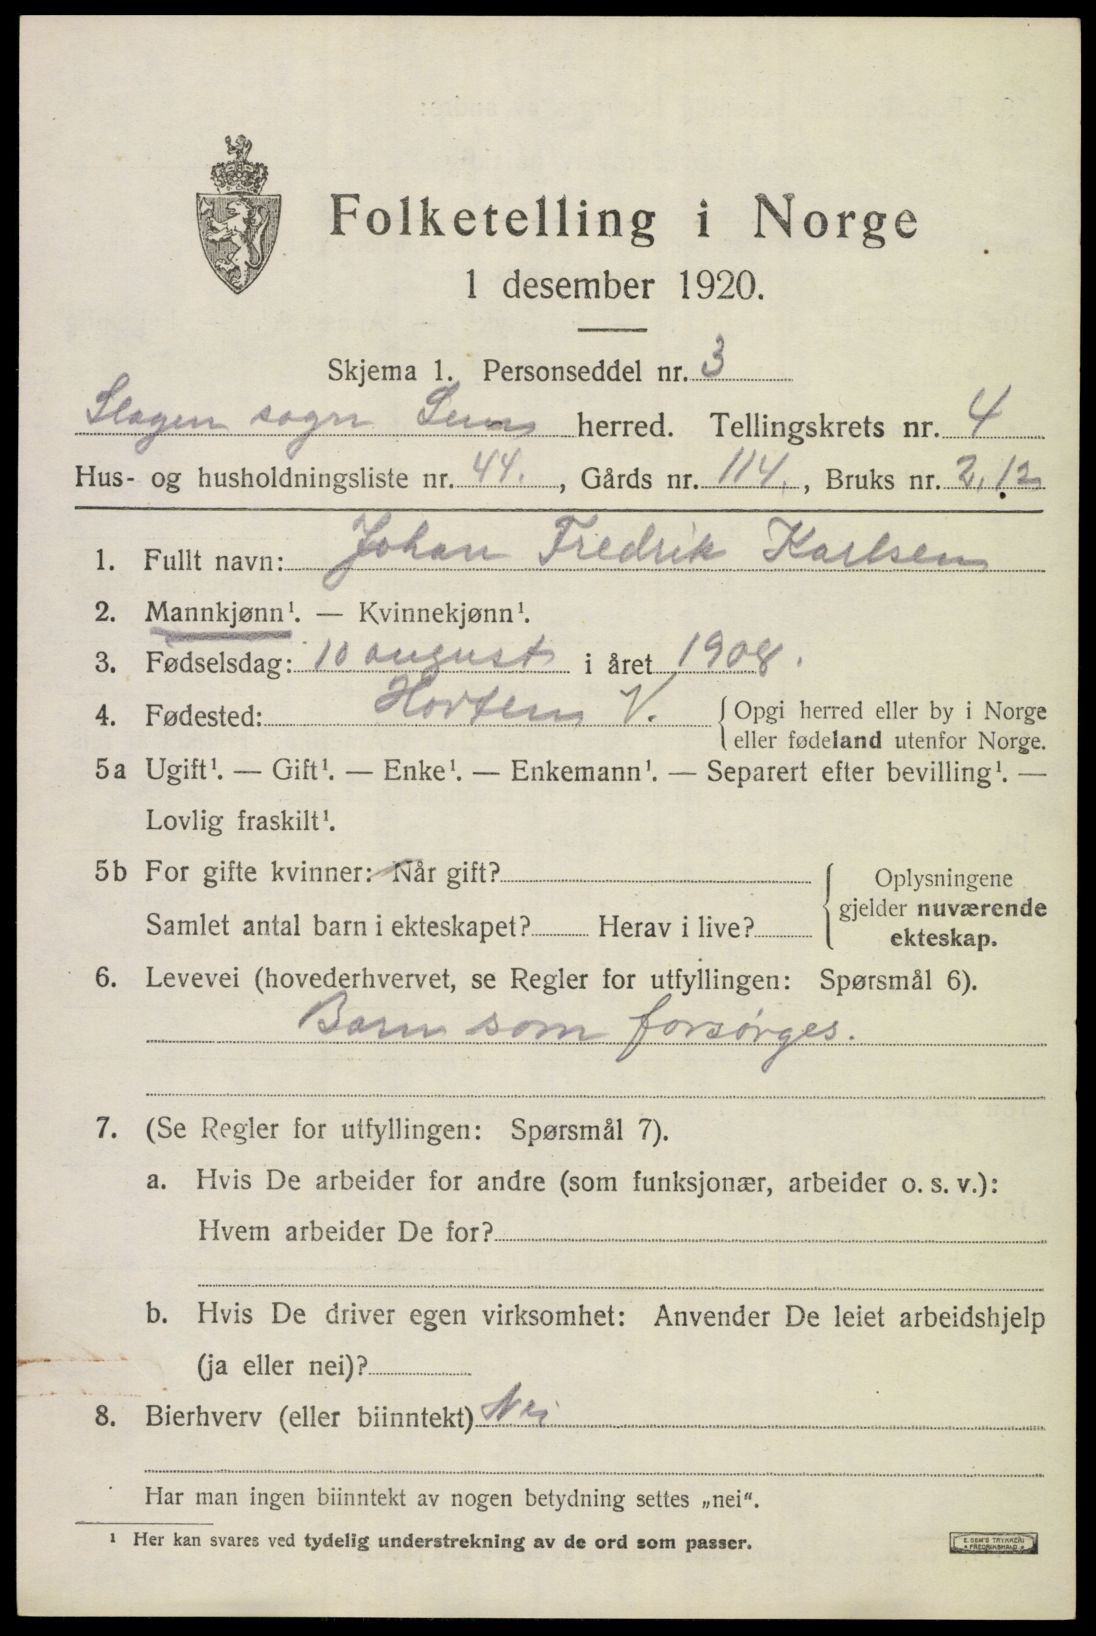 Folketelling i Norge
1 desember 1920.
Skjema 1. Personseddel nr. 3
Slagen sogn Sem herred. Tellingskrets nr. 4
Hus- og husholdningsliste nr. 44. , Gårds nr. 114. , Bruks nr. 2, 12
1. Fullt navn: Johan Fredrik Karlsen
2. Mannkjønn¹. — Kvinnekjønn¹.
3. Fødselsdag: 10 august i året 1908.
4. Fødested: Horten V. Opgi herred eller by i Norge
eller fødeland utenfor Norge.
5a Ugift¹. — Gift¹. — Enke¹. — Enkemann¹. — Separert efter bevilling¹. —
Lovlig fraskilt¹.
5b For gifte kvinner: Når gift? Oplysningene
gjelder nuværende
Samlet antal barn i ekteskapet? Herav i live? ekteskap.
6. Levevei (hovederhvervet, se Regler for utfyllingen: Spørsmål 6).
Barn som forsørges.
7. (Se Regler for utfyllingen: Spørsmål 7).
a. Hvis De arbeider for andre (som funksjonær, arbeider o. s. v.):
Hvem arbeider De for?
b. Hvis De driver egen virksomhet: Anvender De leiet arbeidshjelp
(ja eller nei)?
8. Bierhverv (eller biinntekt) Nei
Har man ingen biinntekt av nogen betydning settes „nei“.
¹ Her kan svares ved tydelig understrekning av de ord som passer.
E. SEM'S TRYKKERI
FREDRIKSHALD